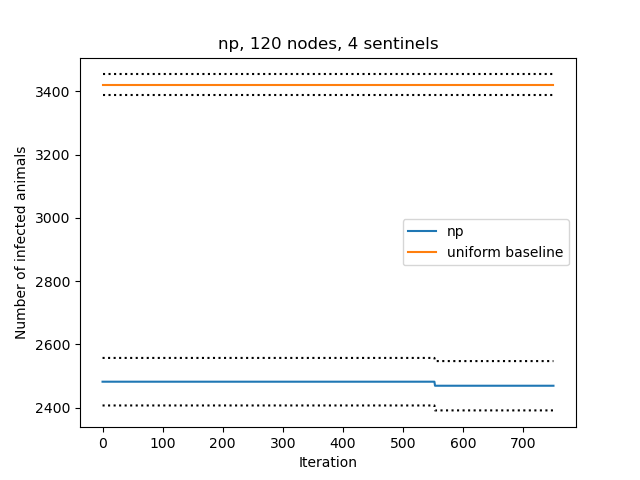 np, 120 nodes, 4 sentinels
Number of infected animals
3400
3200
3000
2800
2600
2400
np
uniform baseline
0 100 200 300 400 500 600 700
Iteration